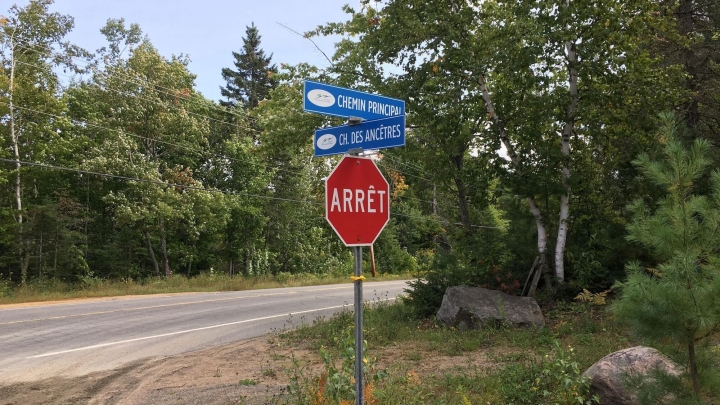 CHEMIN PRINCIPAL
CH. DES ANCÊTRES
ARRÊT